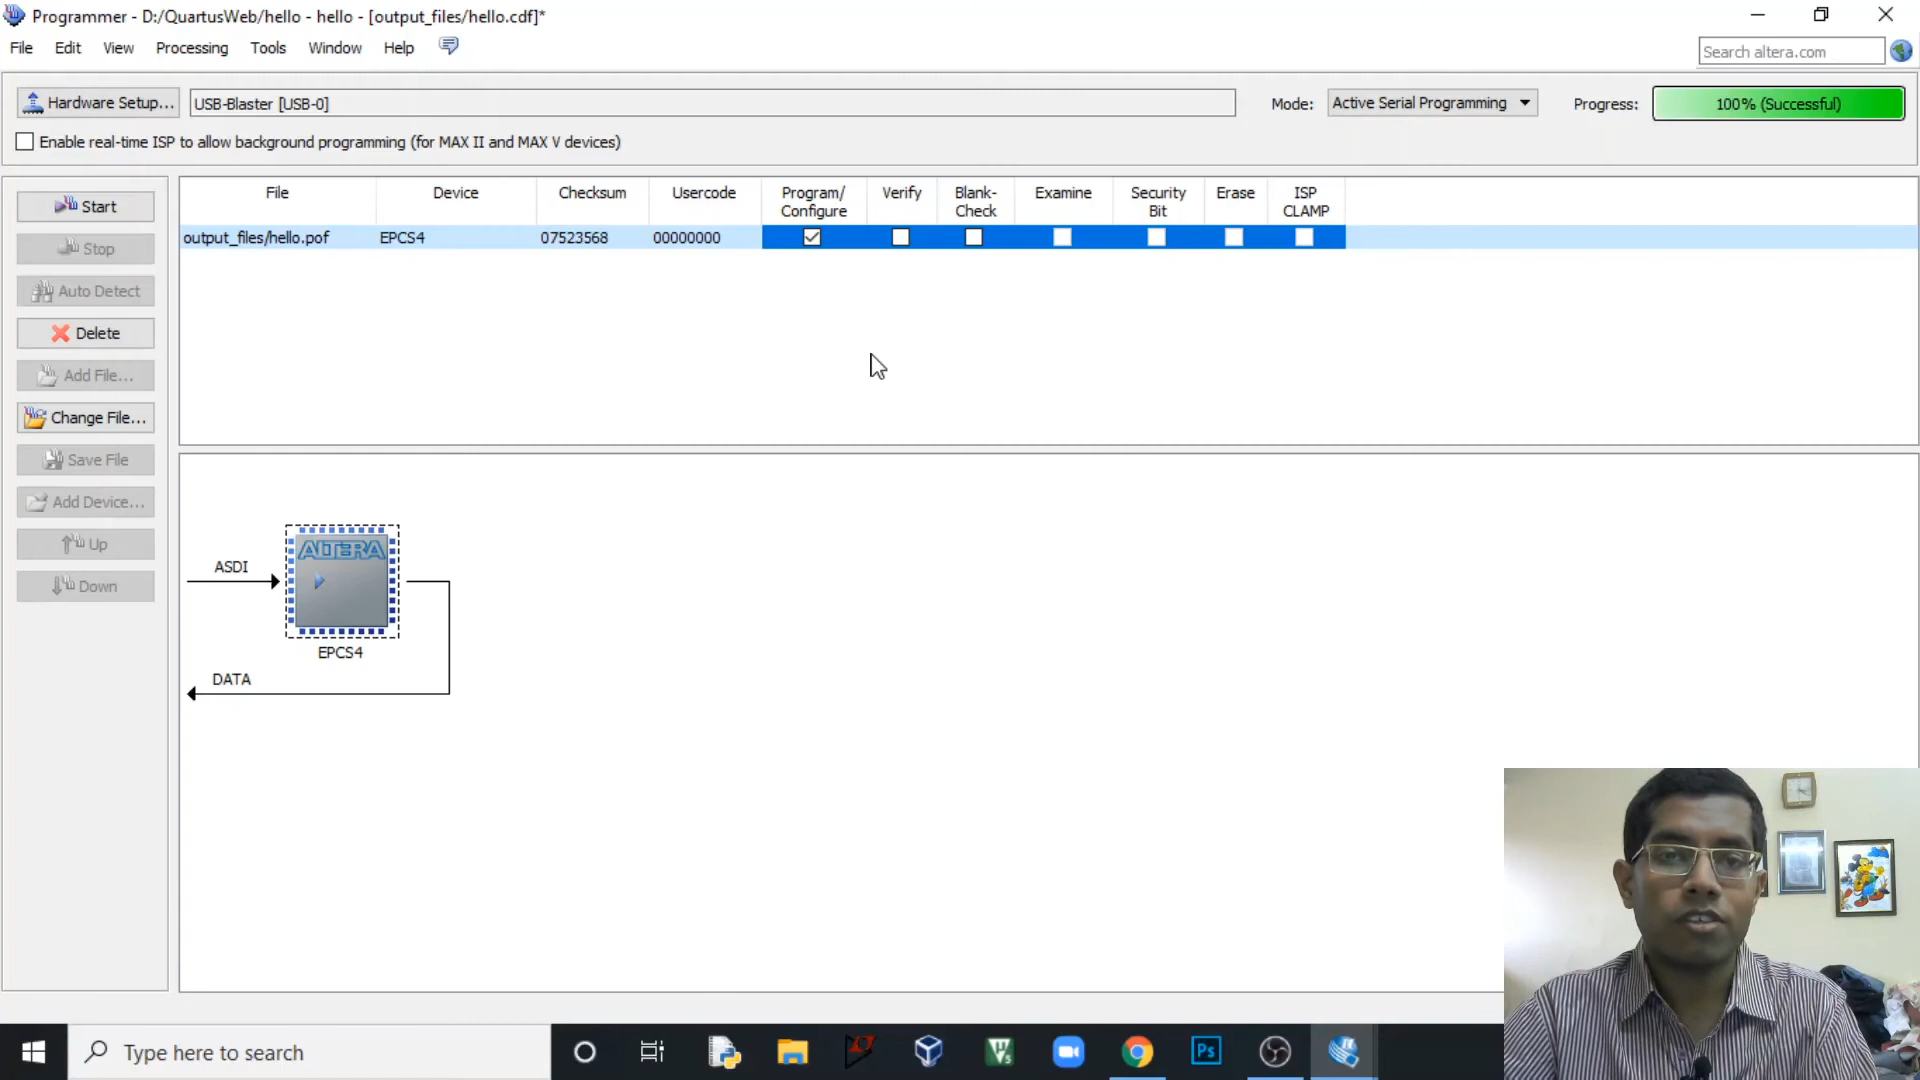 Programmer - D:/QuartusWeb/hello - hello - [output_files/hello.cdf]*
File Edit View Processing Tools Window Help
Search altera.com
Hardware Setup... USB-Blaster [USB-0] Mode: Active Serial Programming Progress: 100% (Successful)
Enable real-time ISP to allow background programming (for MAX II and MAX V devices)
File Device Checksum Usercode Program/ Configure Verify Blank- Check Examine Security Bit Erase ISP CLAMP
output_files/hello.pof EPCS4 07523568 00000000
Start
Stop
Auto Detect
Delete
Add File...
Change File...
Save File
Add Device...
Up
Down
ASDI
ALTERA
EPCS4
DATA
Type here to search
Ps